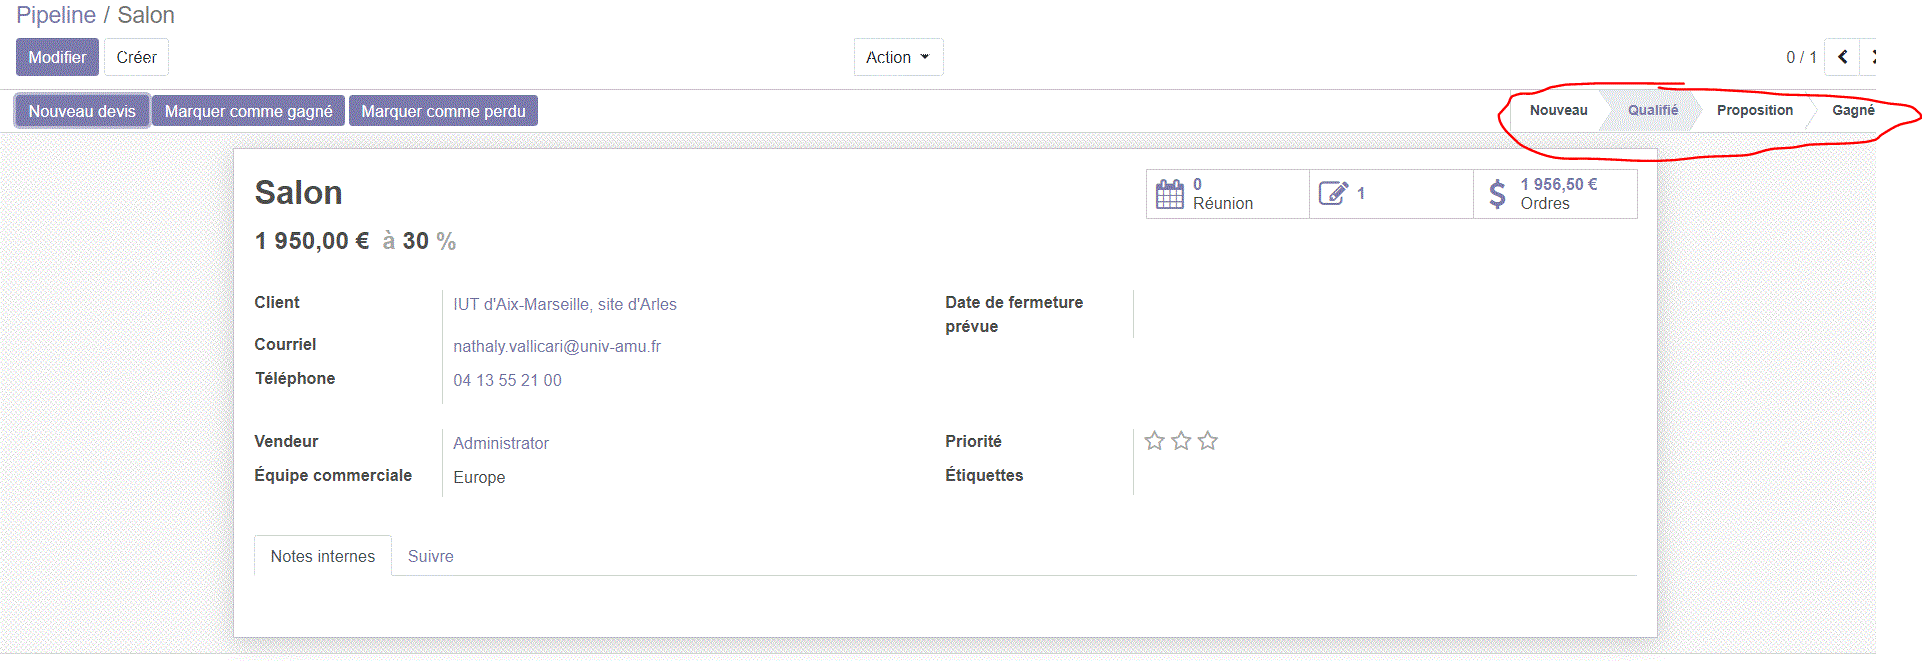 Pipeline / Salon
Modifier Créer Action 0 / 1
Nouveau devis Marquer comme gagné Marquer comme perdu Nouveau Qualifié Proposition Gagné
Salon
0
Réunion
1
1 956,50 €
Ordres
1 950,00 € à 30 %
Client IUT d'Aix-Marseille, site d'Arles
Date de fermeture
prévue
Courriel nathaly.vallicari@univ-amu.fr
Téléphone 04 13 55 21 00
Vendeur Administrator Priorité
Équipe commerciale Europe Étiquettes
Notes internes Suivre